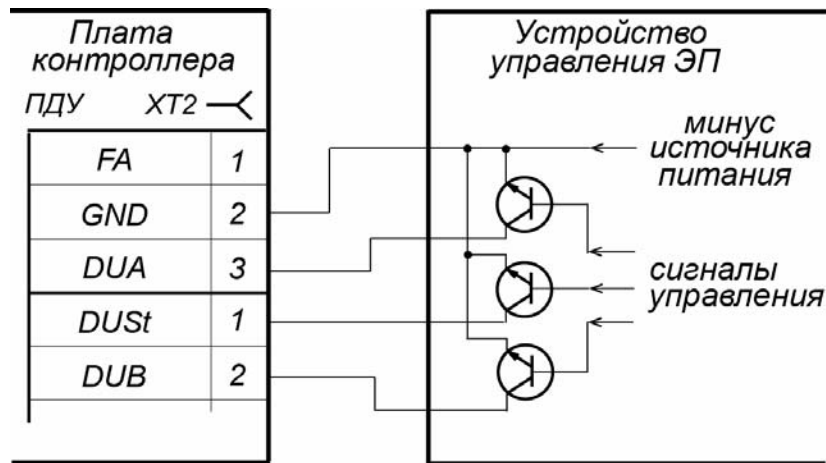 Плата
контроллера
ПДУ XT2
FA 1
GND 2
DUA 3
DUSt 1
DUB 2
Устройство
управления ЭП
минус
источника
питания
сигналы
управления